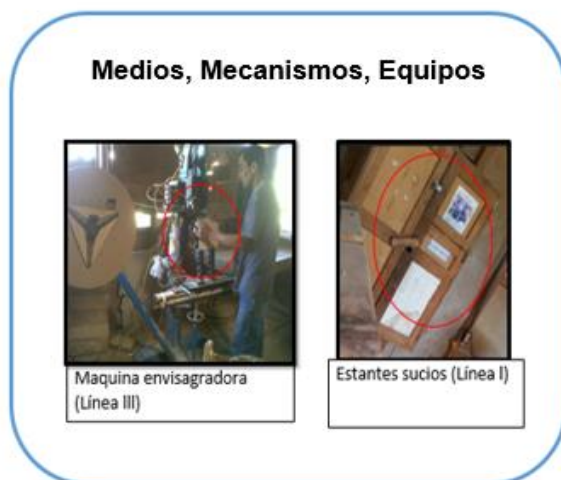 Medios, Mecanismos, Equipos
Maquina envisagradora
(Línea III)
Estantes sucios (Línea I)